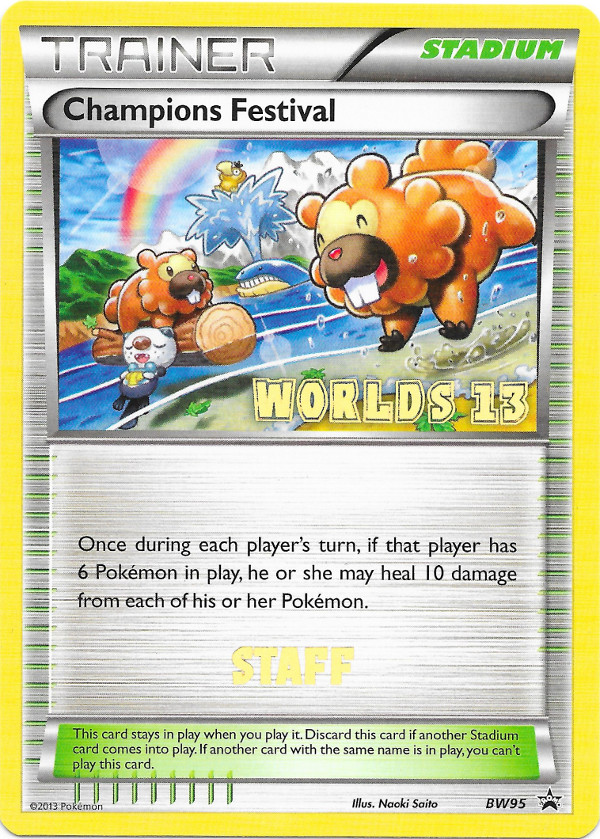 TRAINER
STADIUM
Champions Festival
WORLDS 13
Once during each player's turn, if that player has
6 Pokémon in play, he or she may heal 10 damage
from each of his or her Pokémon.
STAFF
This card stays in play when you play it. Discard this card if another Stadium
card comes into play. If another card with the same name is in play, you can't
play this card.
©2013 Pokémon
Illus. Naoki Saito
BW95